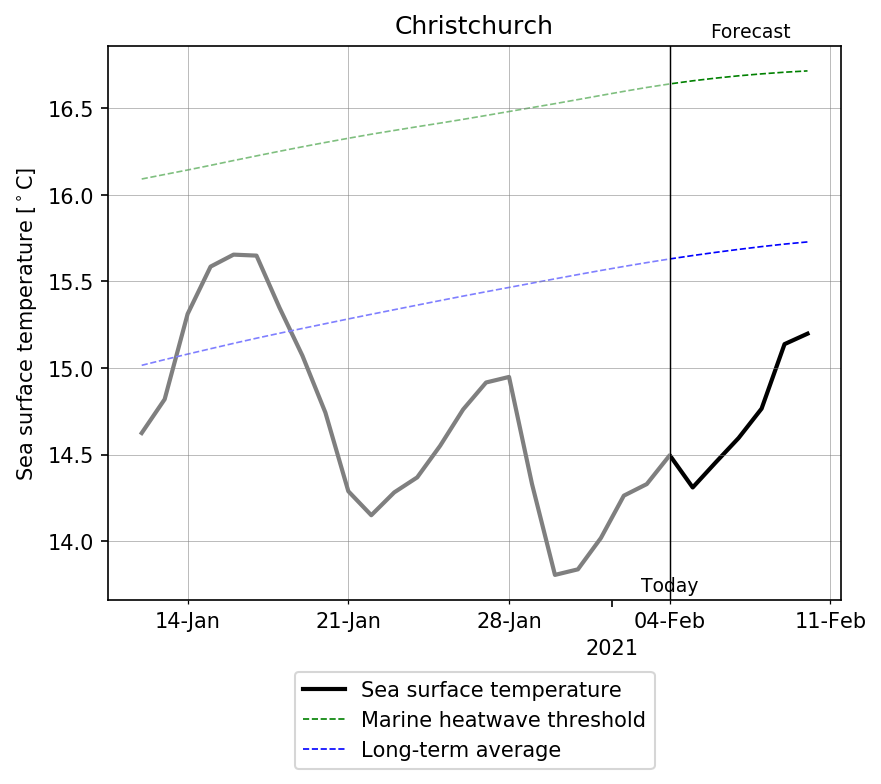 Christchurch
Forecast
Sea surface temperature [°C]
16.5
16.0
15.5
15.0
14.5
14.0
Today
14-Jan
21-Jan
28-Jan
04-Feb
11-Feb
2021
Sea surface temperature
Marine heatwave threshold
Long-term average